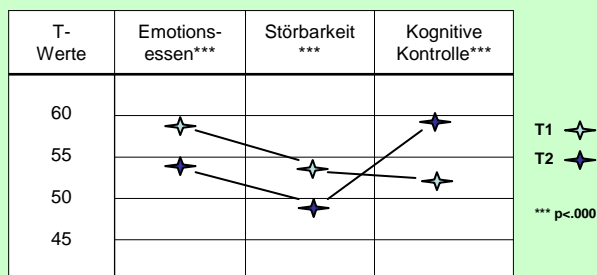 T-
Werte
Emotions-
essen***
Störbarkeit
***
Kognitive
Kontrolle***
60
55
50
45
T1
T2
*** p<.000